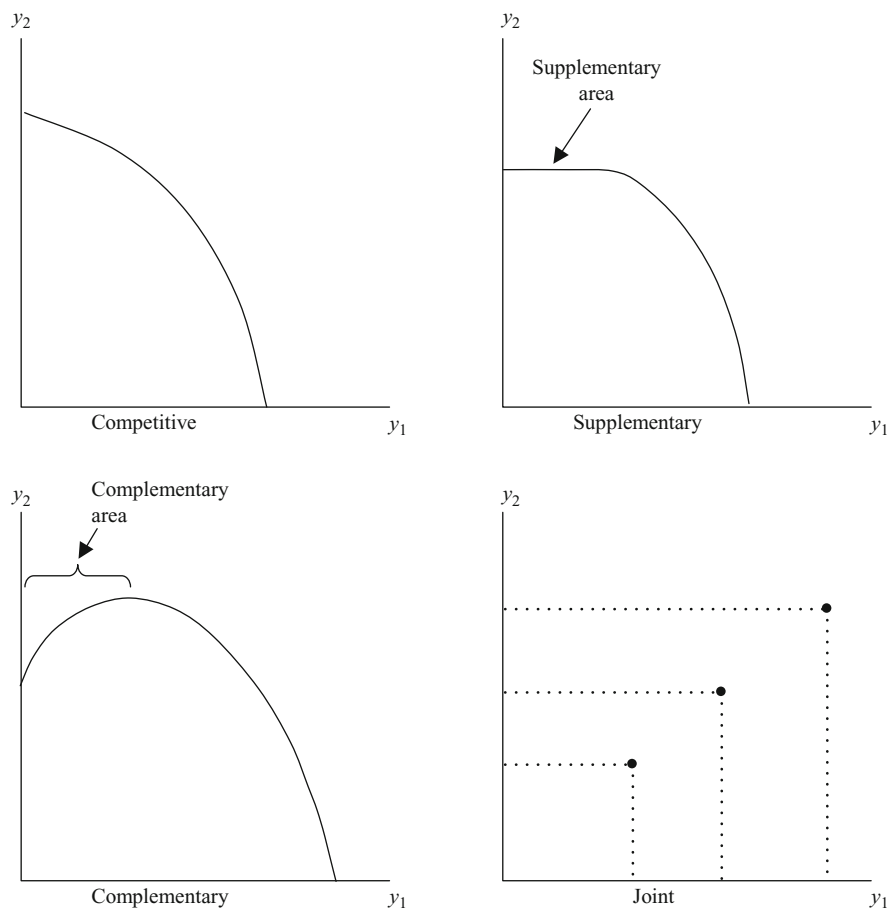 y₂
Competitive
y₁
y₂
Supplementary
area
Supplementary
y₁
y₂
Complementary
area
Complementary
y₁
y₂
Joint
y₁